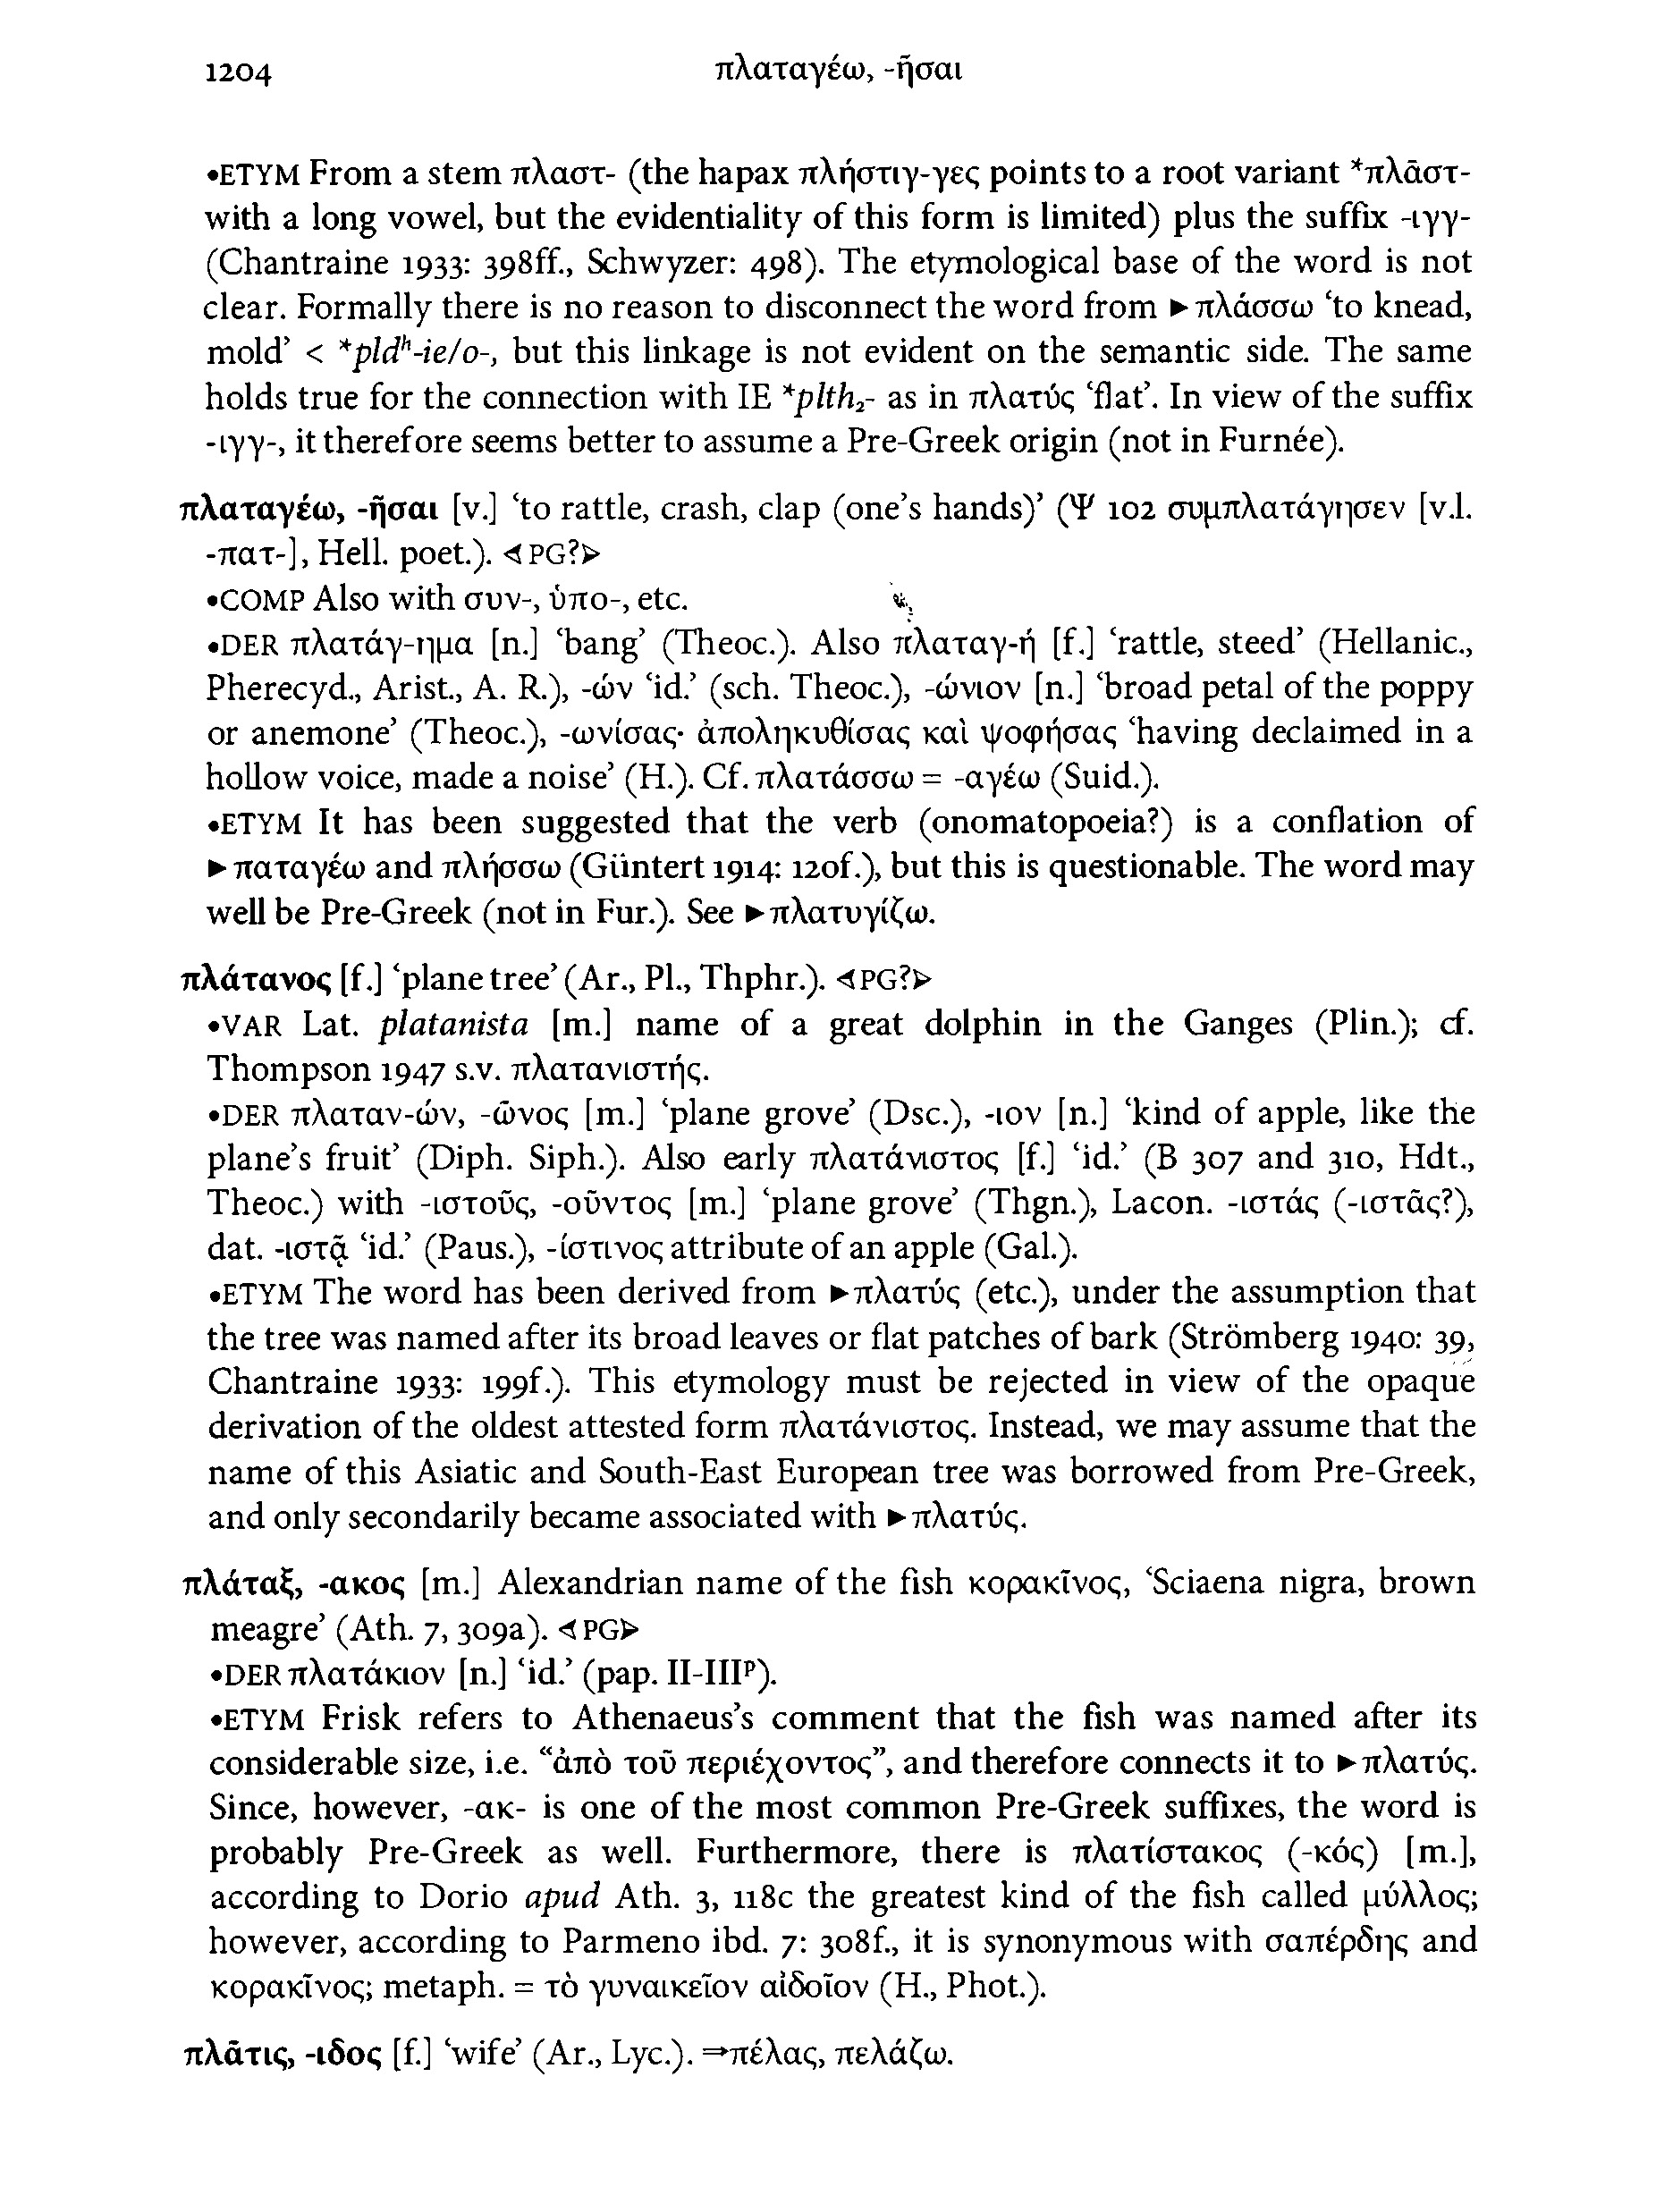 1204 πλαταγέω, -ῆσαι
•ETYM From a stem πλαστ- (the hapax πλήστιγ-γες points to a root variant *πλᾱστ-
with a long vowel, but the evidentiality of this form is limited) plus the suffix -ιγγ-
(Chantraine 1933: 398ff., Schwyzer: 498). The etymological base of the word is not
clear. Formally there is no reason to disconnect the word from ►πλάσσω ‘to knead,
mold’ < *pldʰ-ie/o-, but this linkage is not evident on the semantic side. The same
holds true for the connection with IE *plth₂- as in πλατύς ‘flat’. In view of the suffix
-ιγγ-, it therefore seems better to assume a Pre-Greek origin (not in Furnée).
πλαταγέω, -ῆσαι [v.] ‘to rattle, crash, clap (one’s hands)’ (Ψ 102 συμπλατάγησεν [v.l.
-πατ-], Hell. poet.). ⊲PG?⊳
•COMP Also with συν-, ὑπο-, etc.
•DER πλατάγ-ημα [n.] ‘bang’ (Theoc.). Also πλαταγ-ή [f.] ‘rattle, steed’ (Hellanic.,
Pherecyd., Arist., A. R.), -ών ‘id.’ (sch. Theoc.), -ώνιον [n.] ‘broad petal of the poppy
or anemone’ (Theoc.), -ωνίσας· ἀποληκυθίσας καὶ ψοφήσας ‘having declaimed in a
hollow voice, made a noise’ (H.). Cf. πλατάσσω = -αγέω (Suid.).
•ETYM It has been suggested that the verb (onomatopoeia?) is a conflation of
►παταγέω and πλήσσω (Güntert 1914: 120f.), but this is questionable. The word may
well be Pre-Greek (not in Fur.). See ►πλατυγίζω.
πλάτανος [f.] ‘plane tree’ (Ar., Pl., Thphr.). ⊲PG?⊳
•VAR Lat. platanista [m.] name of a great dolphin in the Ganges (Plin.); cf.
Thompson 1947 s.v. πλατανιστής.
•DER πλαταν-ών, -ῶνος [m.] ‘plane grove’ (Dsc.), -ιον [n.] ‘kind of apple, like the
plane’s fruit’ (Diph. Siph.). Also early πλατάνιστος [f.] ‘id.’ (B 307 and 310, Hdt.,
Theoc.) with -ιστοῦς, -οῦντος [m.] ‘plane grove’ (Thgn.), Lacon. -ιστάς (-ιστᾶς?),
dat. -ιστᾷ ‘id.’ (Paus.), -ίστινος attribute of an apple (Gal.).
•ETYM The word has been derived from ►πλατύς (etc.), under the assumption that
the tree was named after its broad leaves or flat patches of bark (Strömberg 1940: 39,
Chantraine 1933: 199f.). This etymology must be rejected in view of the opaque
derivation of the oldest attested form πλατάνιστος. Instead, we may assume that the
name of this Asiatic and South-East European tree was borrowed from Pre-Greek,
and only secondarily became associated with ►πλατύς.
πλάταξ, -ακος [m.] Alexandrian name of the fish κορακῖνος, ‘Sciaena nigra, brown
meagre’ (Ath. 7, 309a). ⊲PG⊳
•DER πλατάκιον [n.] ‘id.’ (pap. II-IIIᵖ).
•ETYM Frisk refers to Athenaeus’s comment that the fish was named after its
considerable size, i.e. “ἀπὸ τοῦ περιέχοντος”, and therefore connects it to ►πλατύς.
Since, however, -ακ- is one of the most common Pre-Greek suffixes, the word is
probably Pre-Greek as well. Furthermore, there is πλατίστακος (-κός) [m.],
according to Dorio apud Ath. 3, 118c the greatest kind of the fish called μύλλος;
however, according to Parmeno ibd. 7: 308f., it is synonymous with σαπέρδης and
κορακῖνος; metaph. = τὸ γυναικεῖον αἰδοῖον (H., Phot.).
πλᾶτις, -ιδος [f.] ‘wife’ (Ar., Lyc.). ⇒πέλας, πελάζω.